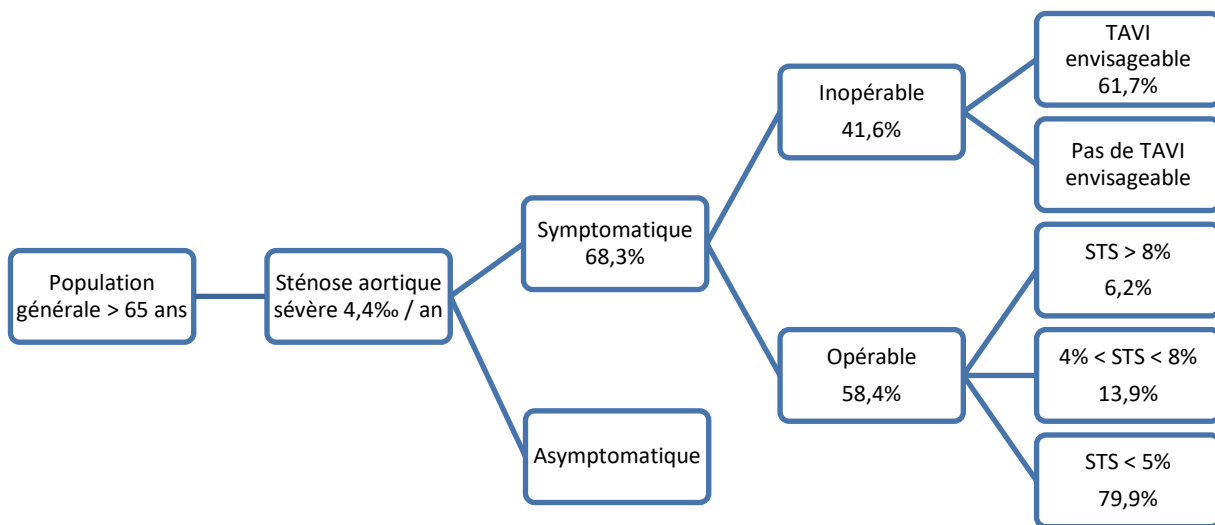 Population
générale > 65 ans
Sténose aortique
sévère 4,4‰ / an
Symptomatique
68,3%
Asymptomatique
Inopérable
41,6%
Opérable
58,4%
TAVI
envisageable
61,7%
Pas de TAVI
envisageable
STS > 8%
6,2%
4% < STS < 8%
13,9%
STS < 5%
79,9%